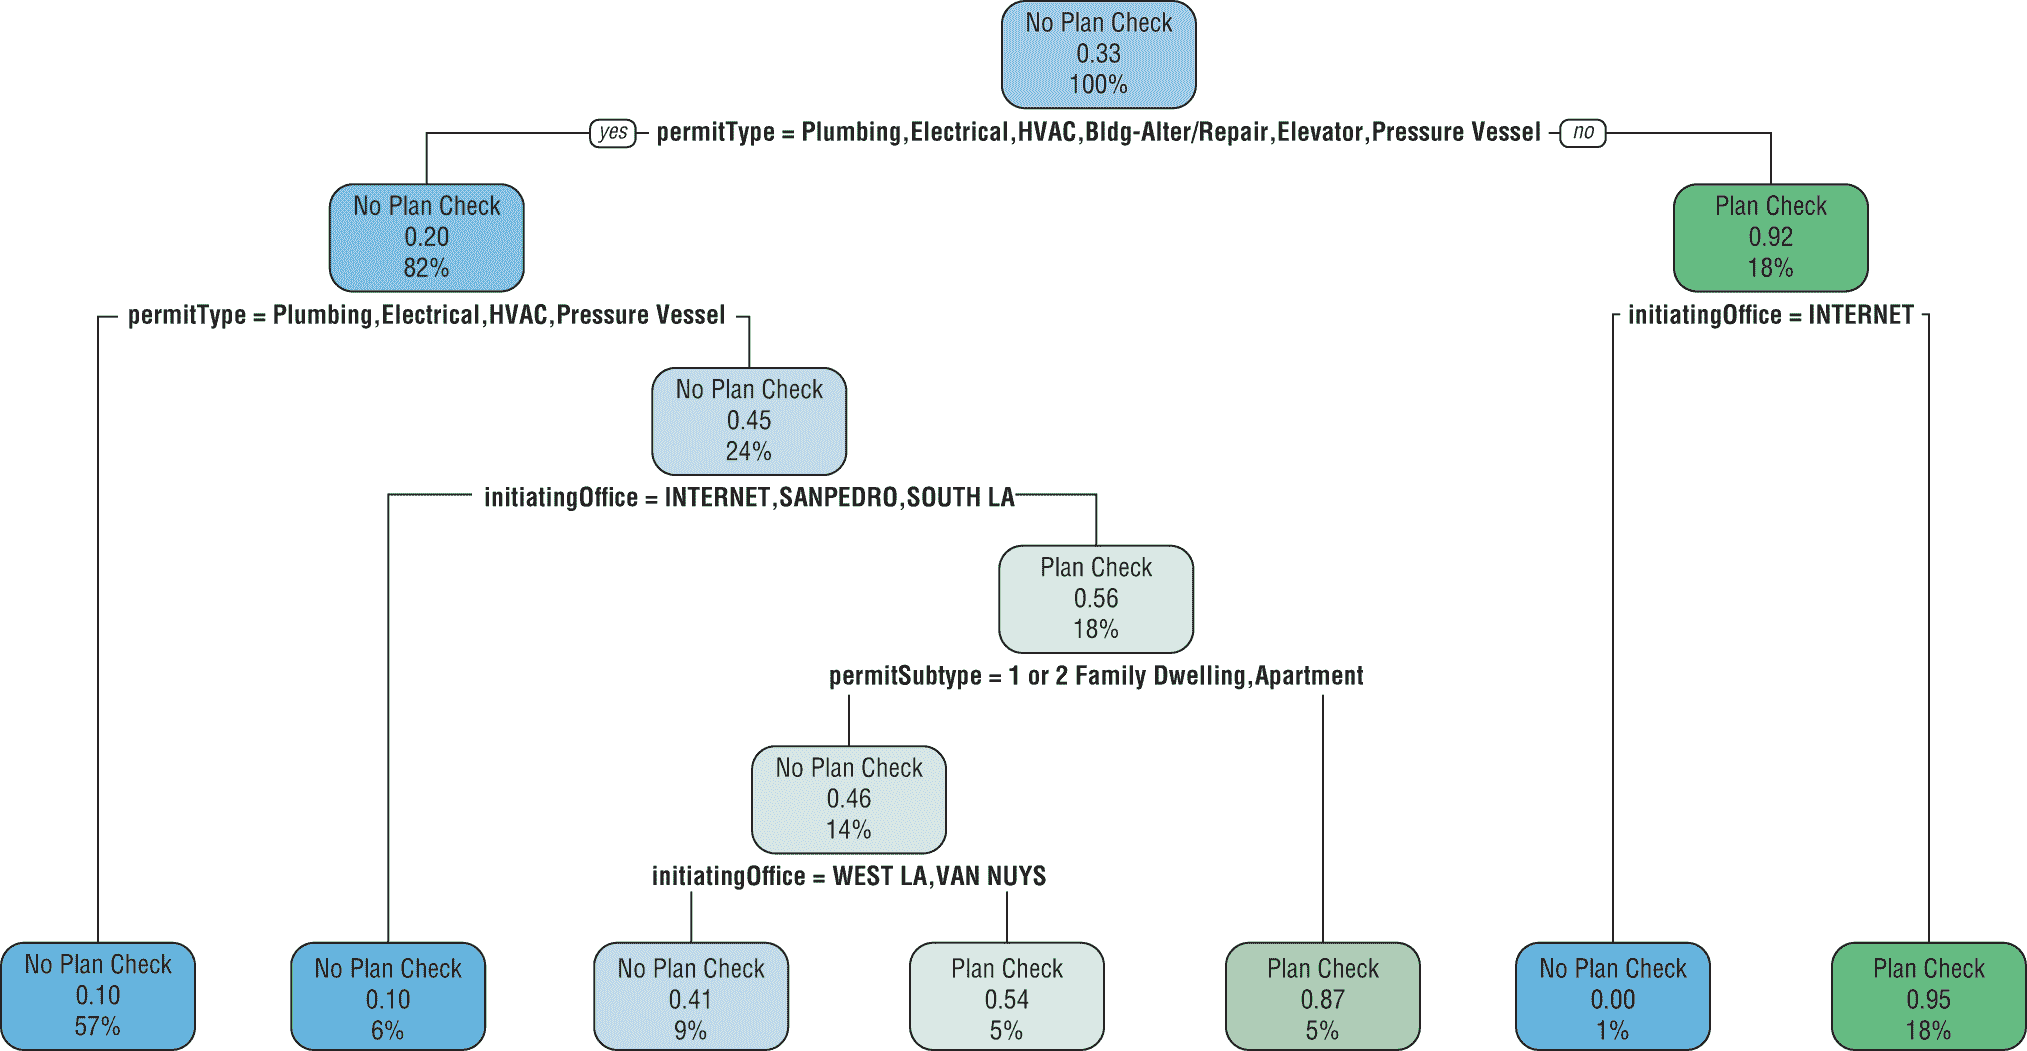 No Plan Check
0.33
100%
yes
permitType = Plumbing,Electrical,HVAC,Bldg-Alter/Repair,Elevator,Pressure Vessel
no
No Plan Check
0.20
82%
Plan Check
0.92
18%
permitType = Plumbing,Electrical,HVAC,Pressure Vessel
initiatingOffice = INTERNET
No Plan Check
0.45
24%
initiatingOffice = INTERNET,SANPEDRO,SOUTH LA
Plan Check
0.56
18%
permitSubtype = 1 or 2 Family Dwelling,Apartment
No Plan Check
0.46
14%
initiatingOffice = WEST LA,VAN NUYS
No Plan Check
0.10
57%
No Plan Check
0.10
6%
No Plan Check
0.41
9%
Plan Check
0.54
5%
Plan Check
0.87
5%
No Plan Check
0.00
1%
Plan Check
0.95
18%